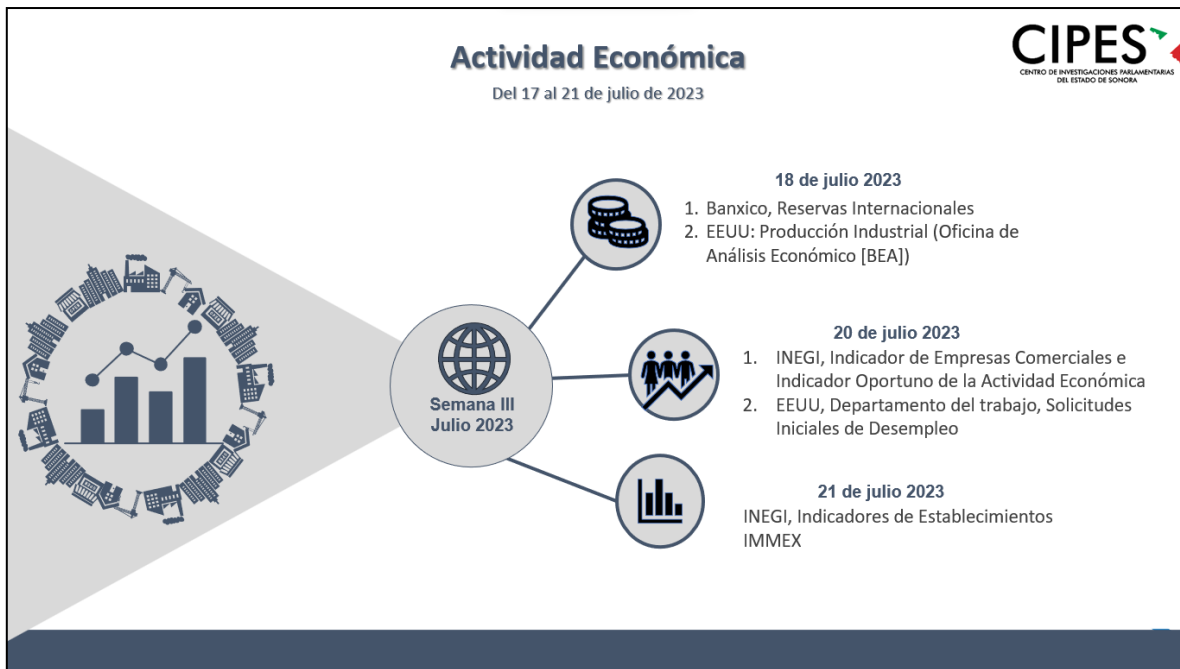 Actividad Económica
Del 17 al 21 de julio de 2023
CIPES
CENTRO DE INVESTIGACIONES PARLAMENTARIAS
DEL ESTADO DE SONORA
18 de julio 2023
1. Banxico, Reservas Internacionales
2. EEUU: Producción Industrial (Oficina de
Análisis Económico [BEA])
Semana III
Julio 2023
20 de julio 2023
1. INEGI, Indicador de Empresas Comerciales e
Indicador Oportuno de la Actividad Económica
2. EEUU, Departamento del trabajo, Solicitudes
Iniciales de Desempleo
21 de julio 2023
INEGI, Indicadores de Establecimientos
IMMEX